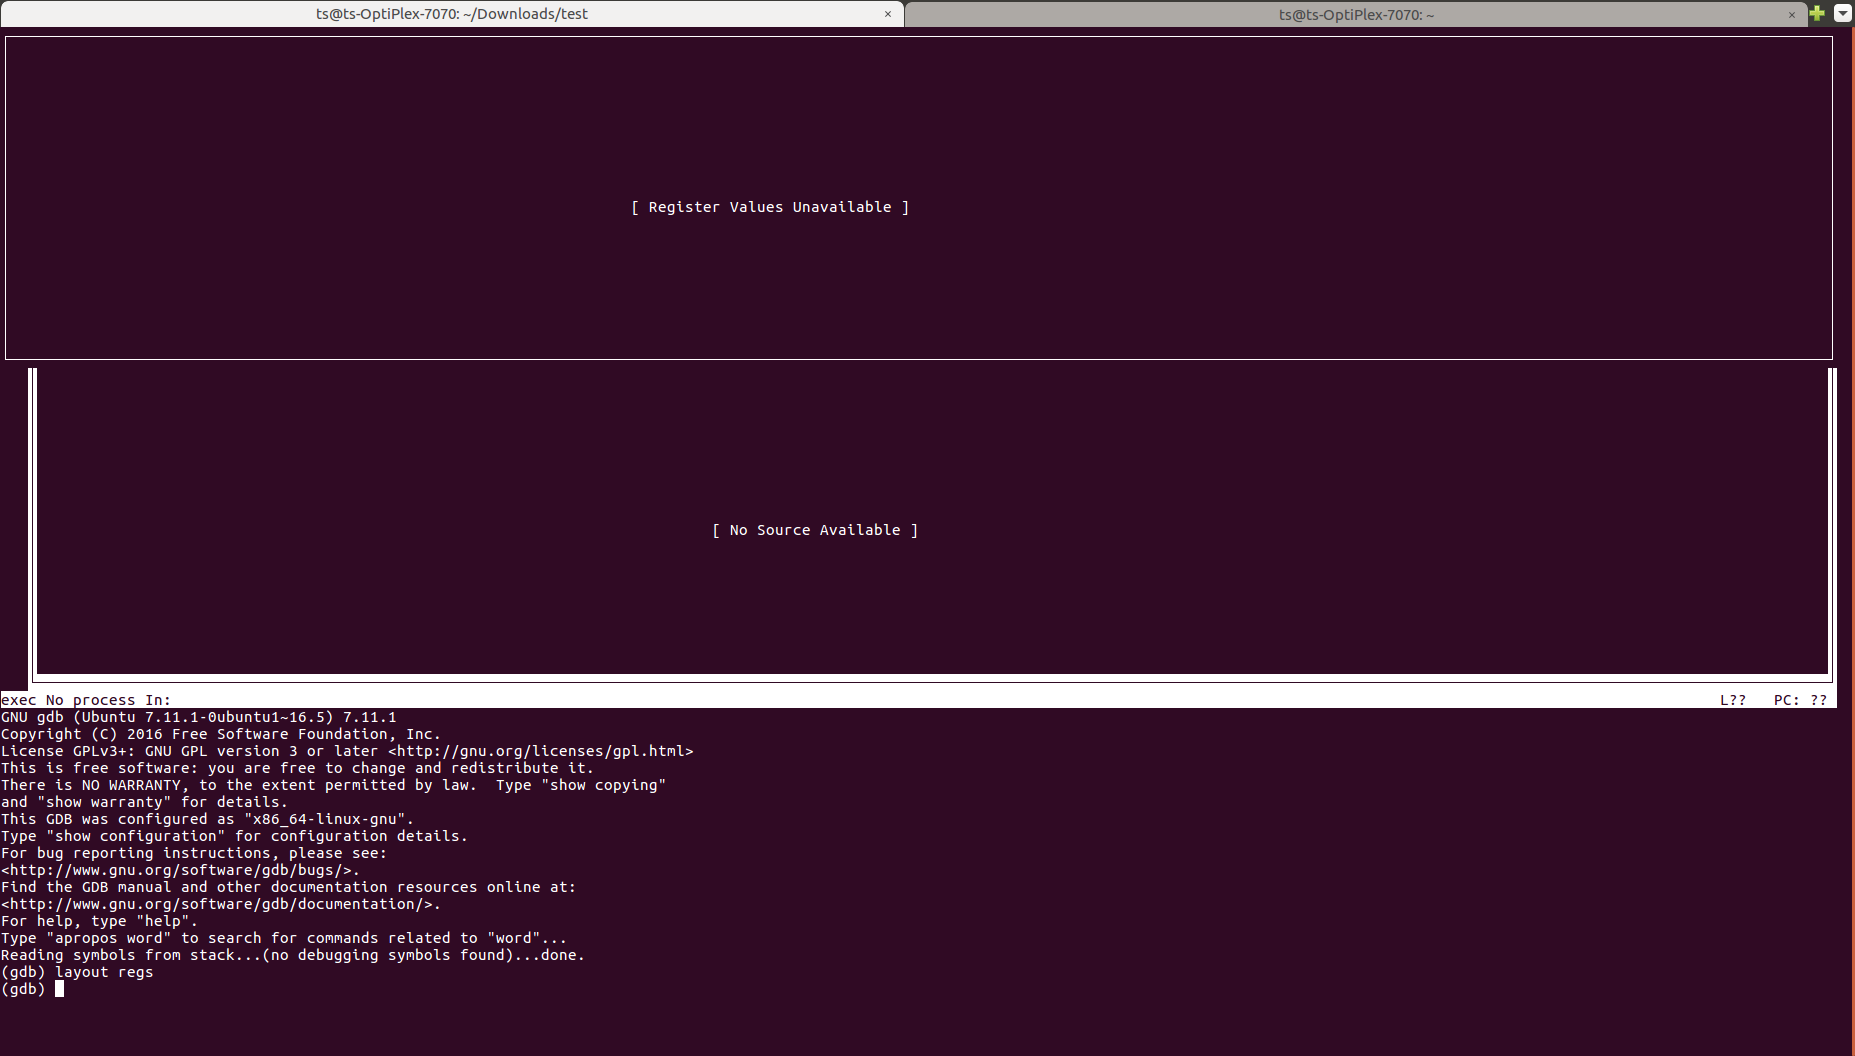 ts@ts-OptiPlex-7070: ~/Downloads/test × ts@ts-OptiPlex-7070: ~ ×
[ Register Values Unavailable ]
[ No Source Available ]
exec No process In: L?? PC: ??
GNU gdb (Ubuntu 7.11.1-0ubuntu1~16.5) 7.11.1
Copyright (C) 2016 Free Software Foundation, Inc.
License GPLv3+: GNU GPL version 3 or later <http://gnu.org/licenses/gpl.html>
This is free software: you are free to change and redistribute it.
There is NO WARRANTY, to the extent permitted by law.  Type "show copying"
and "show warranty" for details.
This GDB was configured as "x86_64-linux-gnu".
Type "show configuration" for configuration details.
For bug reporting instructions, please see:
<http://www.gnu.org/software/gdb/bugs/>.
Find the GDB manual and other documentation resources online at:
<http://www.gnu.org/software/gdb/documentation/>.
For help, type "help".
Type "apropos word" to search for commands related to "word"...
Reading symbols from stack...(no debugging symbols found)...done.
(gdb) layout regs
(gdb)